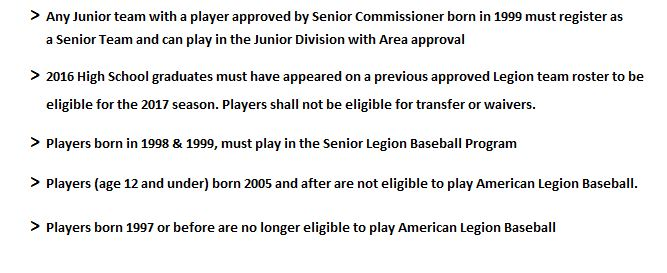 > Any Junior team with a player approved by Senior Commissioner born in 1999 must register as
a Senior Team and can play in the Junior Division with Area approval
> 2016 High School graduates must have appeared on a previous approved Legion team roster to be
eligible for the 2017 season. Players shall not be eligible for transfer or waivers.
> Players born in 1998 & 1999, must play in the Senior Legion Baseball Program
> Players (age 12 and under) born 2005 and after are not eligible to play American Legion Baseball.
> Players born 1997 or before are no longer eligible to play American Legion Baseball